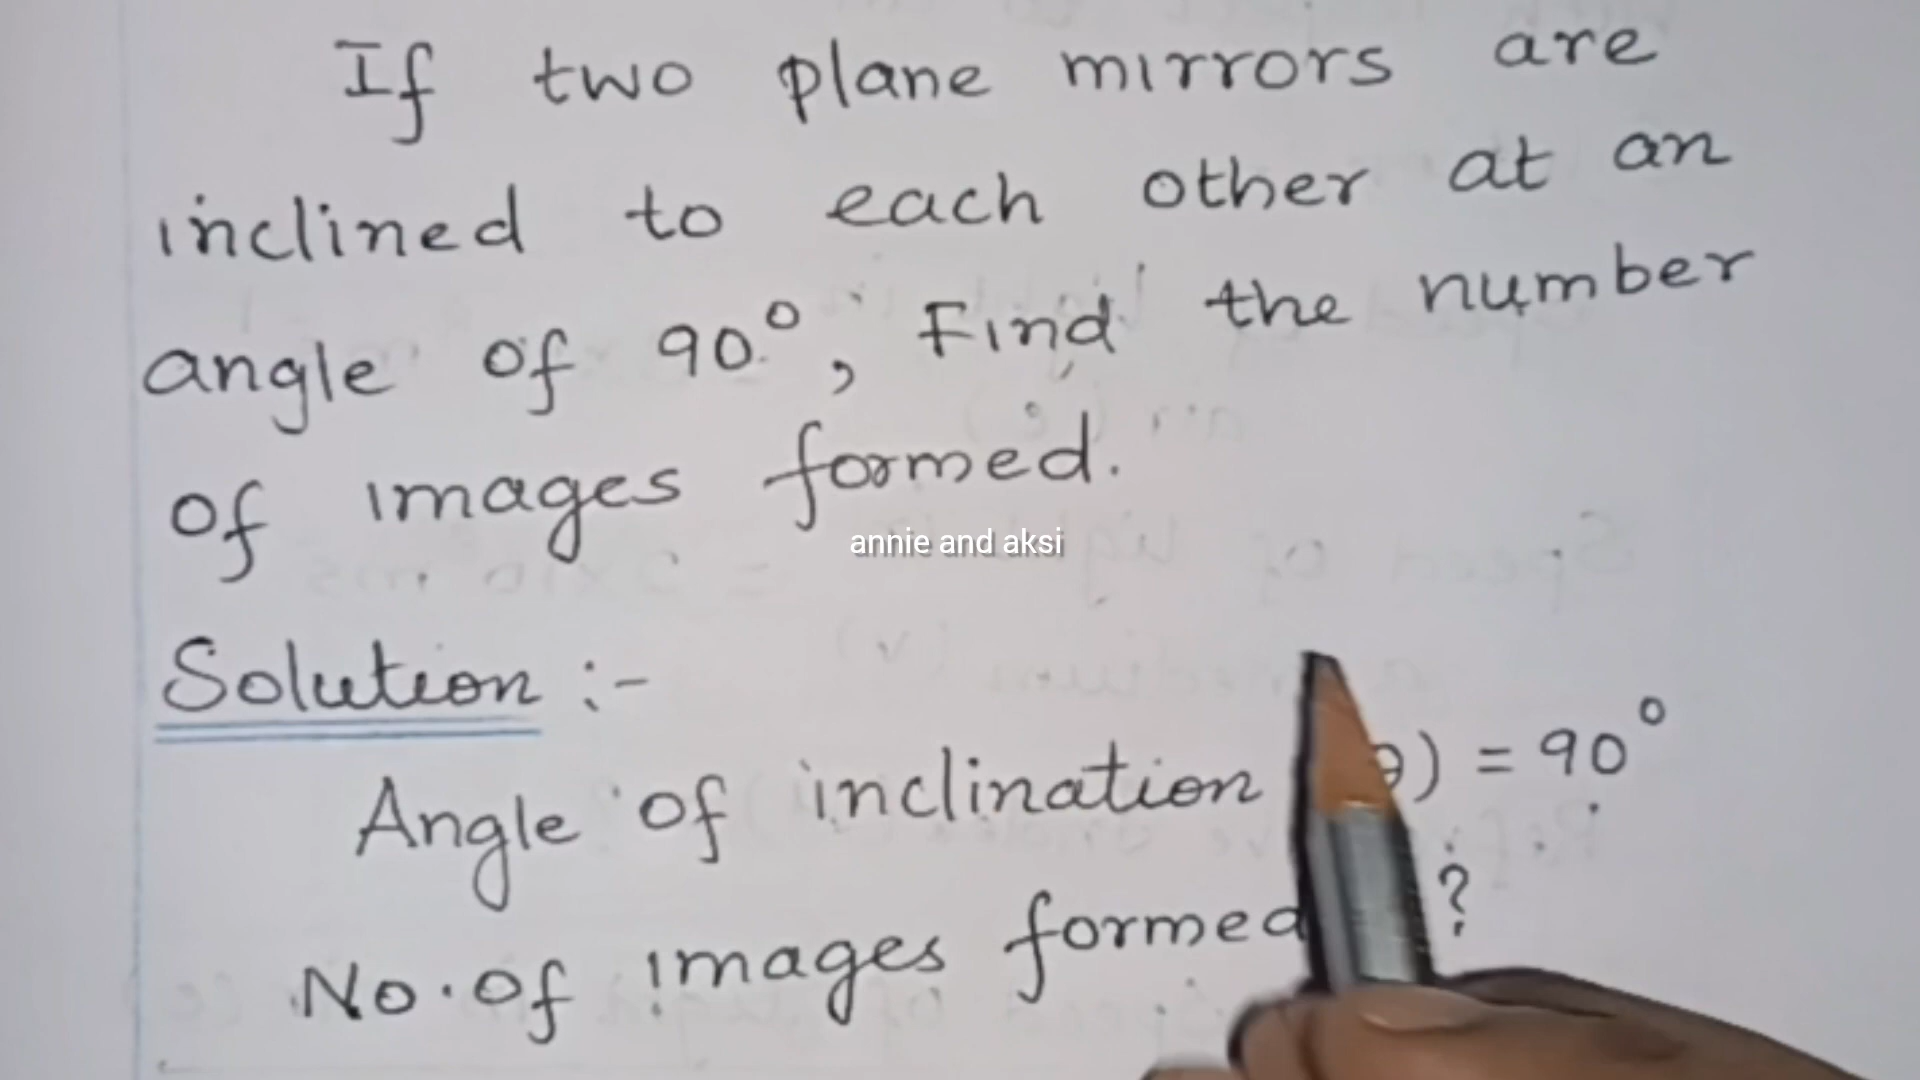 If two plane mirrors are
inclined to each other at an
angle of 90°, Find the number
of images formed.
annie and aksi
Solution :-
Angle of inclination θ) = 90°
No. of images formed ?